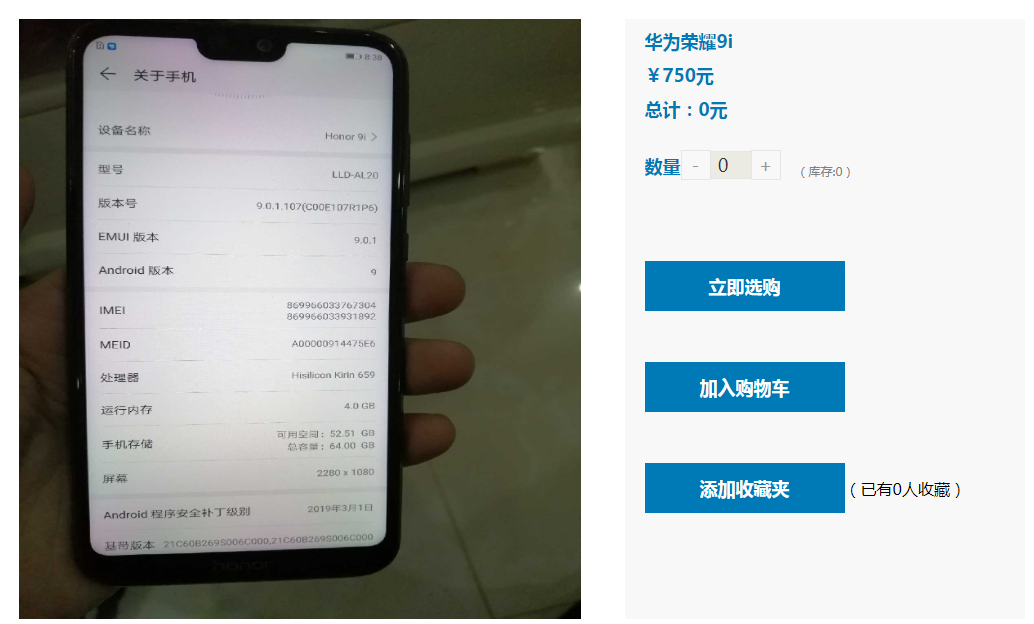 8:38
← 关于手机
设备名称 Honor 9i >
型号 LLD-AL20
版本号 9.0.1.107(C00E107R1P6)
EMUI 版本 9.0.1
Android 版本 9
IMEI 869966033767304
869966033931892
MEID A00000914475E6
处理器 Hisilicon Kirin 659
运行内存 4.0 GB
手机存储 可用空间：52.51 GB
总容量：64.00 GB
屏幕 2280 x 1080
Android 程序安全补丁级别 2019年3月1日
基带版本 21C60B269S006C000,21C60B269S006C000
honor
华为荣耀9i
￥750元
总计：0元
数量 - 0 + （库存:0）
立即选购
加入购物车
添加收藏夹（已有0人收藏）